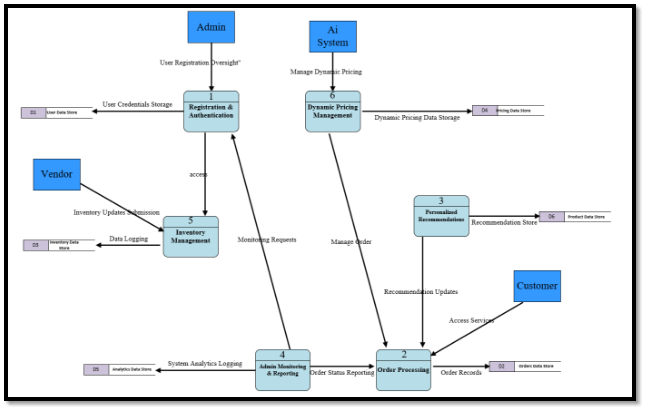 Admin
Ai
System
User Registration Oversight"
Manage Dynamic Pricing
1
Registration &
Authentication
6
Dynamic Pricing
Management
User Credentials Storage
D1
User Data Store
Dynamic Pricing Data Storage
D4
Pricing Data Store
access
Vendor
Inventory Updates Submission
5
Inventory
Management
Data Logging
D3
Inventory Data
Store
3
Personalized
Recommendations
Recommendation Store
D6
Product Data Store
Monitoring Requests
Manage Order
Recommendation Updates
Customer
Access Services
4
Admin Monitoring
& Reporting
System Analytics Logging
D5
Analytics Data Store
Order Status Reporting
2
Order Processing
Order Records
D2
Orders Data Store